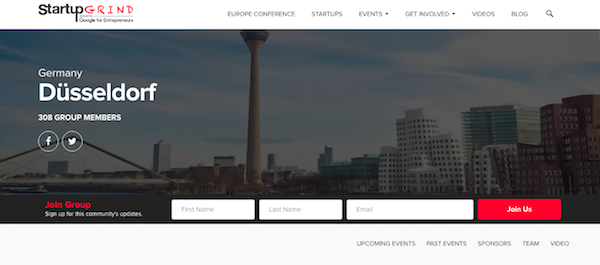 StartupGRIND
Google for Entrepreneurs
EUROPE CONFERENCE
STARTUPS
EVENTS
GET INVOLVED
VIDEOS
BLOG
Germany
Düsseldorf
308 GROUP MEMBERS
Join Group
Sign up for this community's updates.
First Name
Last Name
Email
Join Us
UPCOMING EVENTS
PAST EVENTS
SPONSORS
TEAM
VIDEO